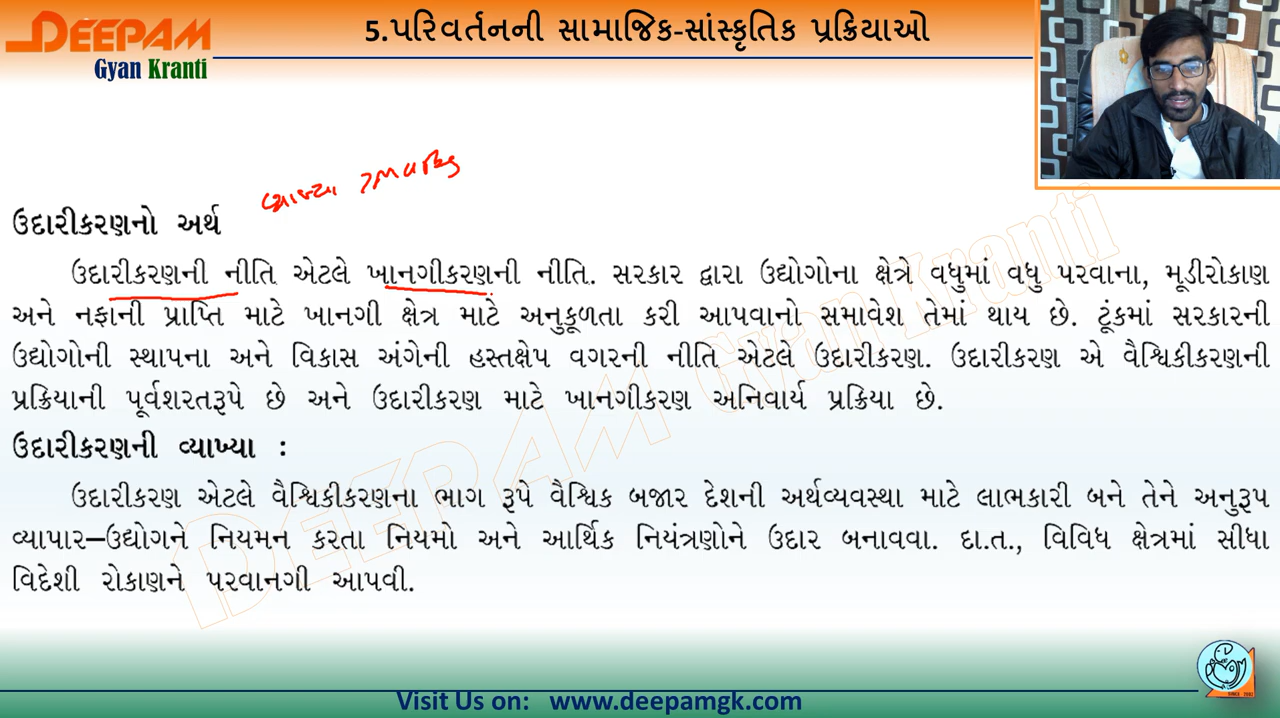 DEEPAM
Gyan Kranti
5.પરિવર્તનની સામાજિક-સાંસ્કૃતિક પ્રક્રિયાઓ
વ્યાખ્યા
ઉદારીકરણનો અર્થ
ઉદારીકરણની નીતિ એટલે ખાનગીકરણની નીતિ. સરકાર દ્વારા ઉદ્યોગોના ક્ષેત્રે વધુમાં વધુ પરવાના, મૂડીરોકાણ
અને નફાની પ્રાપ્તિ માટે ખાનગી ક્ષેત્ર માટે અનુકૂળતા કરી આપવાનો સમાવેશ તેમાં થાય છે. ટૂંકમાં સરકારની
ઉદ્યોગોની સ્થાપના અને વિકાસ અંગેની હસ્તક્ષેપ વગરની નીતિ એટલે ઉદારીકરણ. ઉદારીકરણ એ વૈશ્વિકીકરણની
પ્રક્રિયાની પૂર્વશરતરૂપે છે અને ઉદારીકરણ માટે ખાનગીકરણ અનિવાર્ય પ્રક્રિયા છે.
ઉદારીકરણની વ્યાખ્યા :
ઉદારીકરણ એટલે વૈશ્વિકીકરણના ભાગ રૂપે વૈશ્વિક બજાર દેશની અર્થવ્યવસ્થા માટે લાભકારી બને તેને અનુરૂપ
વ્યાપાર–ઉદ્યોગને નિયમન કરતા નિયમો અને આર્થિક નિયંત્રણોને ઉદાર બનાવવા. દા.ત., વિવિધ ક્ષેત્રમાં સીધા
વિદેશી રોકાણને પરવાનગી આપવી.
DEEPAM Gyan Kranti
Visit Us on: www.deepamgk.com